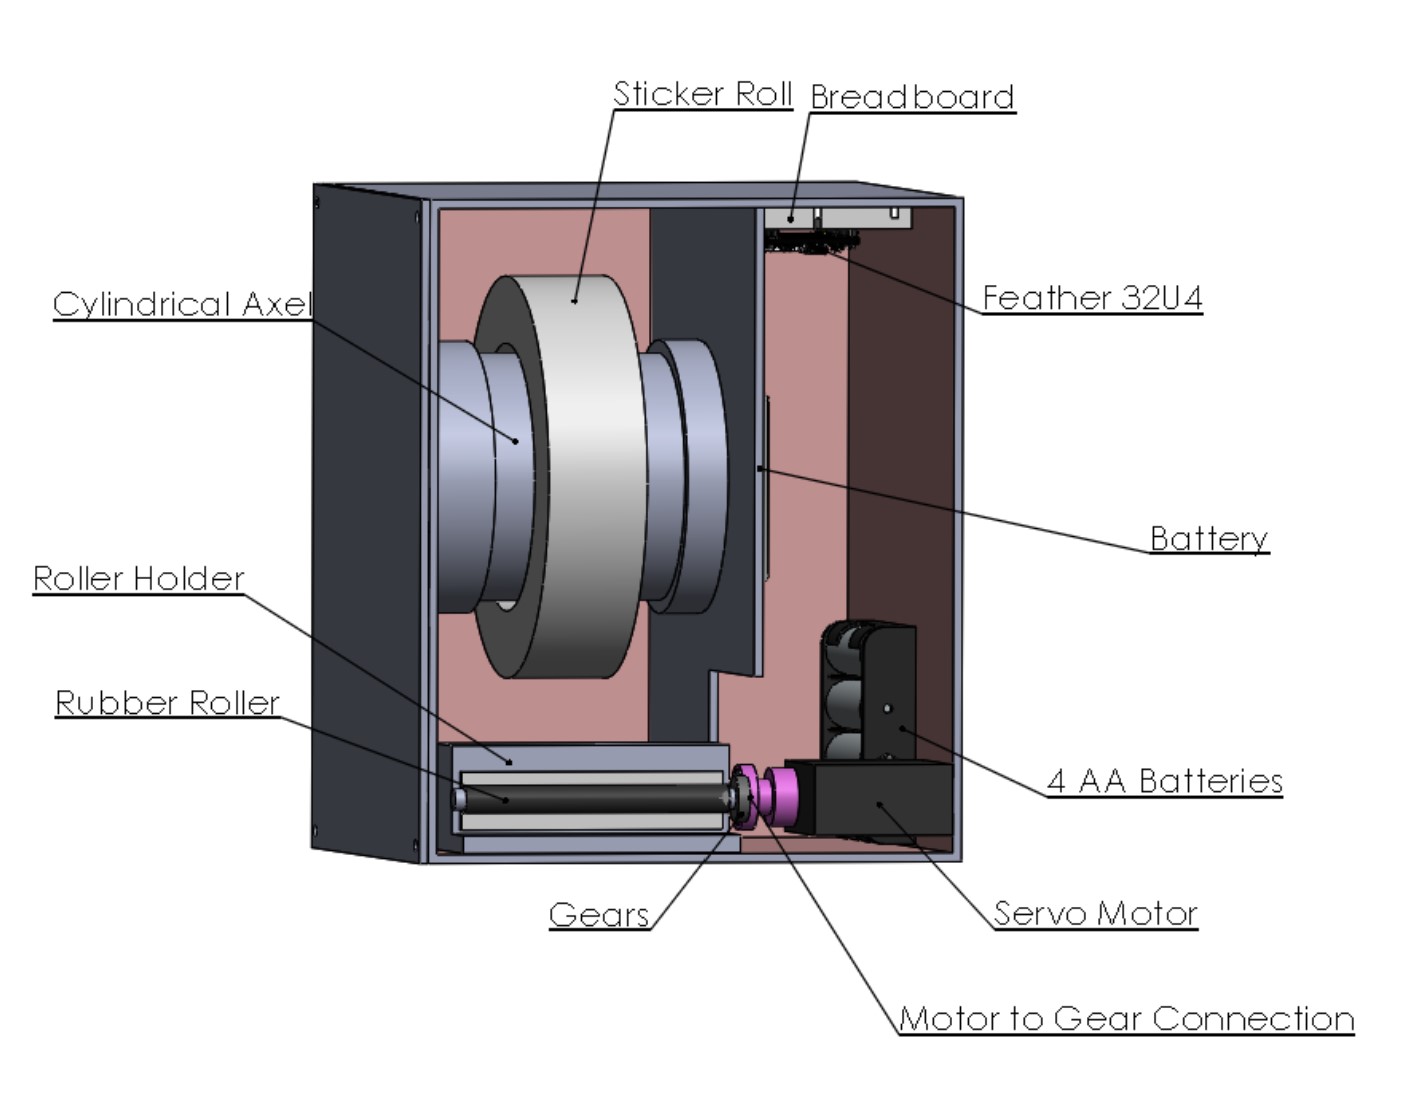 Sticker Roll
Breadboard
Cylindrical Axel
Feather 32U4
Battery
Roller Holder
Rubber Roller
4 AA Batteries
Gears
Servo Motor
Motor to Gear Connection